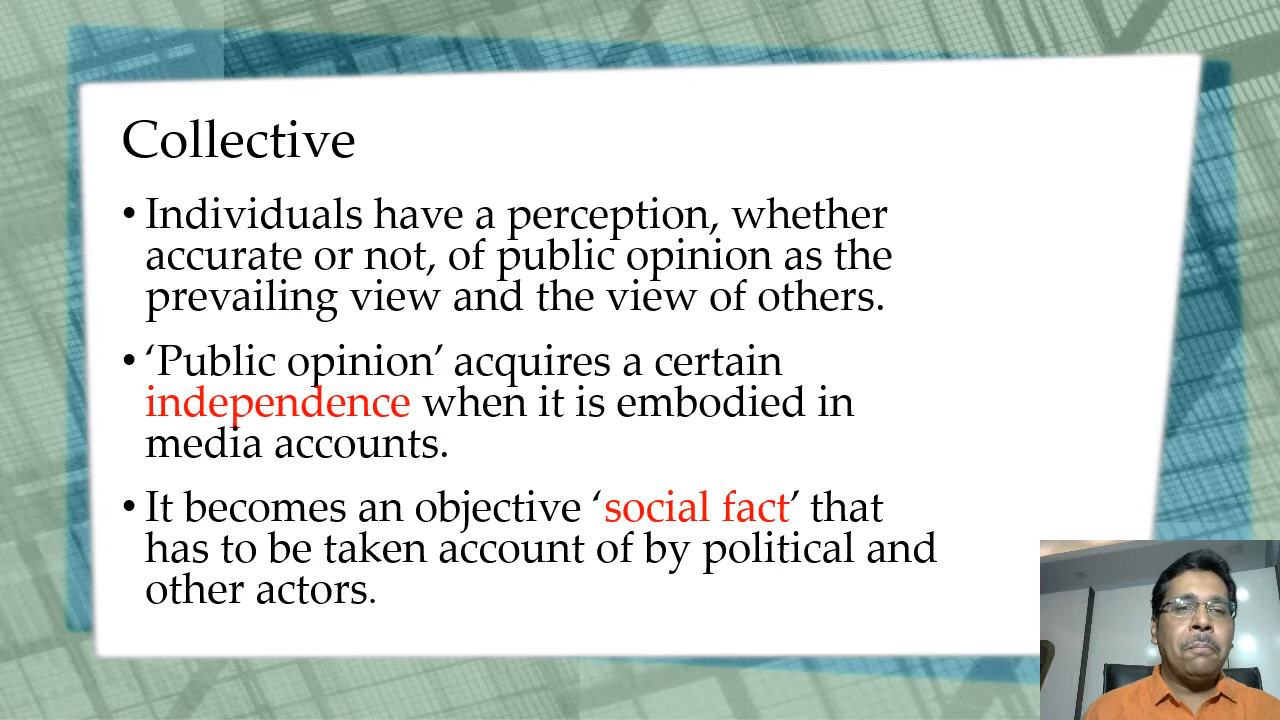 Collective
• Individuals have a perception, whether
accurate or not, of public opinion as the
prevailing view and the view of others.
• ‘Public opinion’ acquires a certain
independence when it is embodied in
media accounts.
• It becomes an objective ‘social fact’ that
has to be taken account of by political and
other actors.